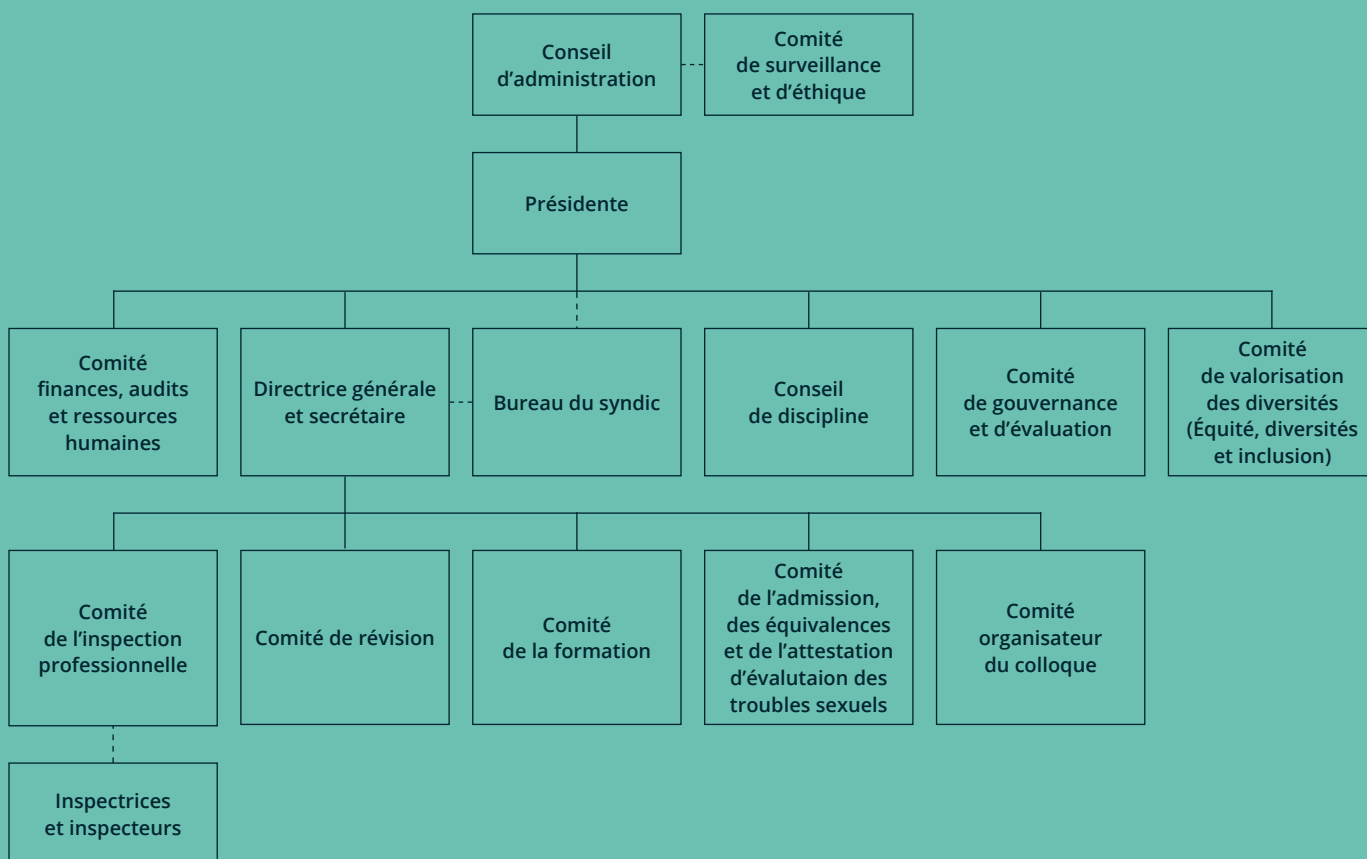 Conseil
d’administration
Comité
de surveillance
et d’éthique
Présidente
Comité
finances, audits
et ressources
humaines
Directrice générale
et secrétaire
Bureau du syndic
Conseil
de discipline
Comité
de gouvernance
et d’évaluation
Comité
de valorisation
des diversités
(Équité, diversités
et inclusion)
Comité
de l’inspection
professionnelle
Comité de révision
Comité
de la formation
Comité
de l’admission,
des équivalences
et de l’attestation
d’évalutaion des
troubles sexuels
Comité
organisateur
du colloque
Inspectrices
et inspecteurs